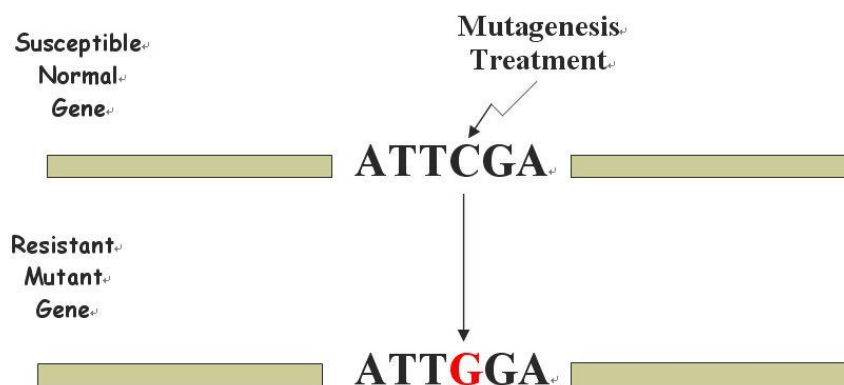 Susceptible
Normal
Gene
Mutagenesis
Treatment
ATTCGA
Resistant
Mutant
Gene
ATTGGA